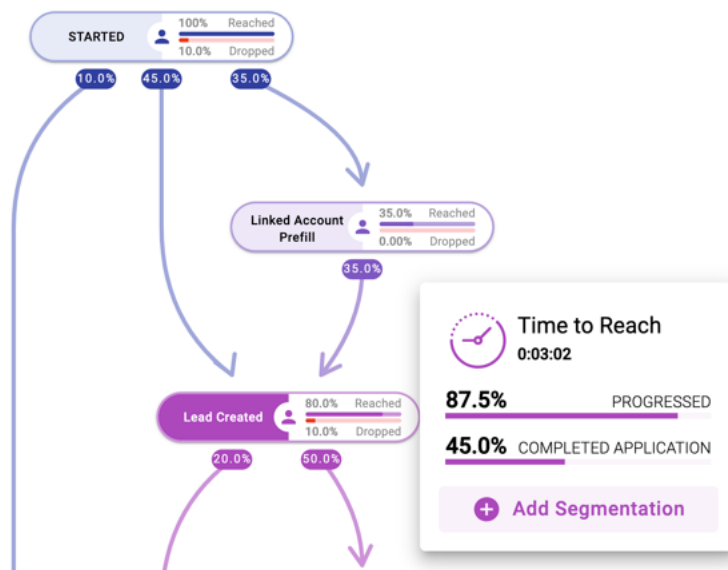 STARTED
100% Reached
10.0% Dropped
10.0% 45.0% 35.0%
Linked Account
Prefill
35.0% Reached
0.00% Dropped
35.0%
Time to Reach
0:03:02
87.5% PROGRESSED
45.0% COMPLETED APPLICATION
Add Segmentation
Lead Created
80.0% Reached
10.0% Dropped
20.0% 50.0%